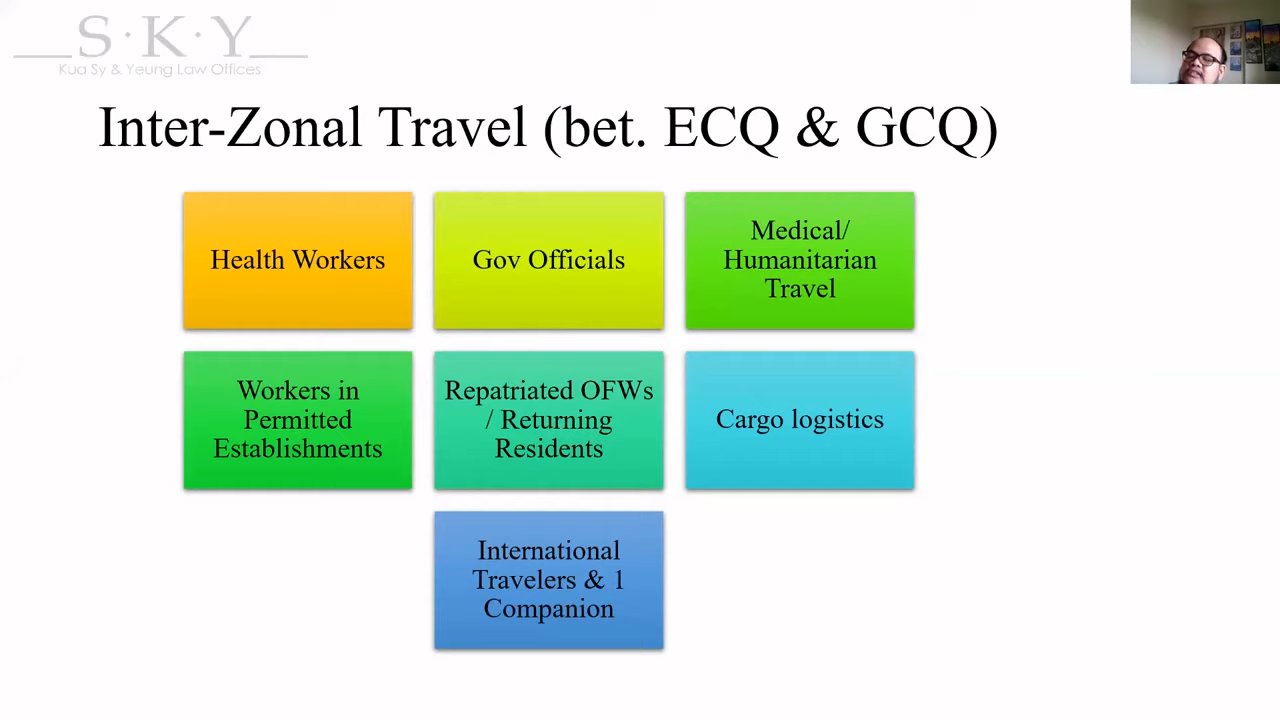 S·K·Y
Kua Sy & Yeung Law Offices
Inter-Zonal Travel (bet. ECQ & GCQ)
Health Workers
Gov Officials
Medical/
Humanitarian
Travel
Workers in
Permitted
Establishments
Repatriated OFWs
/ Returning
Residents
Cargo logistics
International
Travelers & 1
Companion